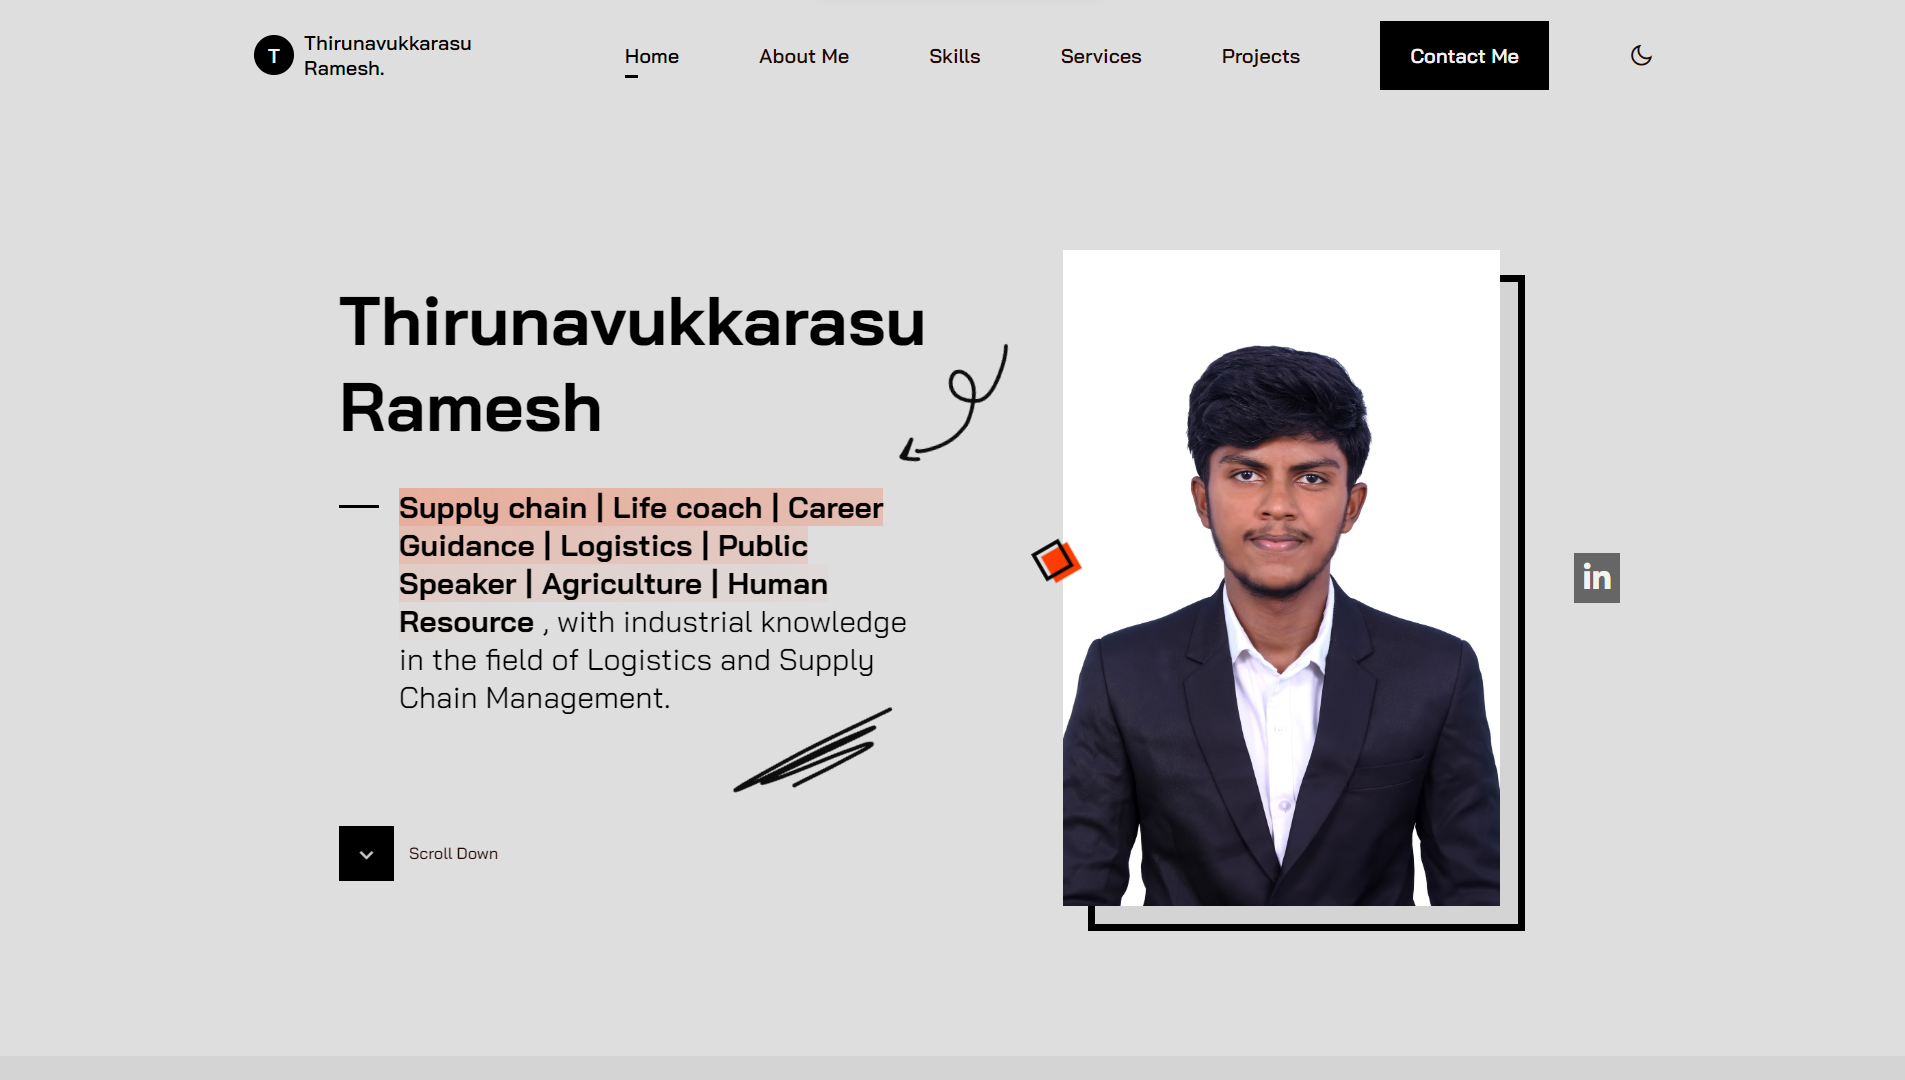 T
Thirunavukkarasu
Ramesh.
Home
About Me
Skills
Services
Projects
Contact Me
Thirunavukkarasu
Ramesh
Supply chain | Life coach | Career
Guidance | Logistics | Public
Speaker | Agriculture | Human
Resource , with industrial knowledge
in the field of Logistics and Supply
Chain Management.
in
Scroll Down